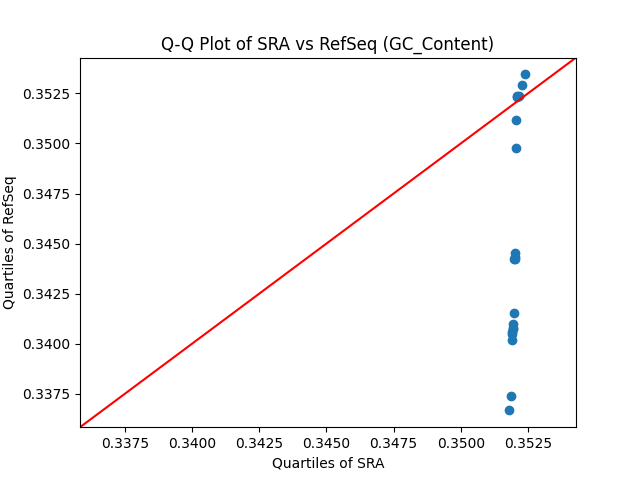 Q-Q Plot of SRA vs RefSeq (GC_Content)
Quartiles of RefSeq
0.3525
0.3500
0.3475
0.3450
0.3425
0.3400
0.3375
0.3375 0.3400 0.3425 0.3450 0.3475 0.3500 0.3525
Quartiles of SRA